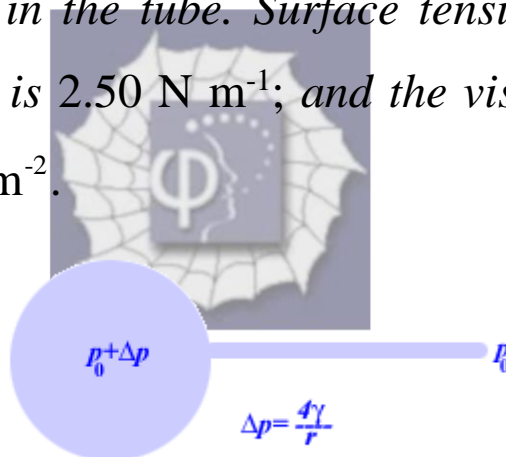 in the tube. Surface tensi
is 2.50 N m⁻¹; and the vis
m⁻².
φ
p₀+Δp
p₀
Δp= 4γ/r